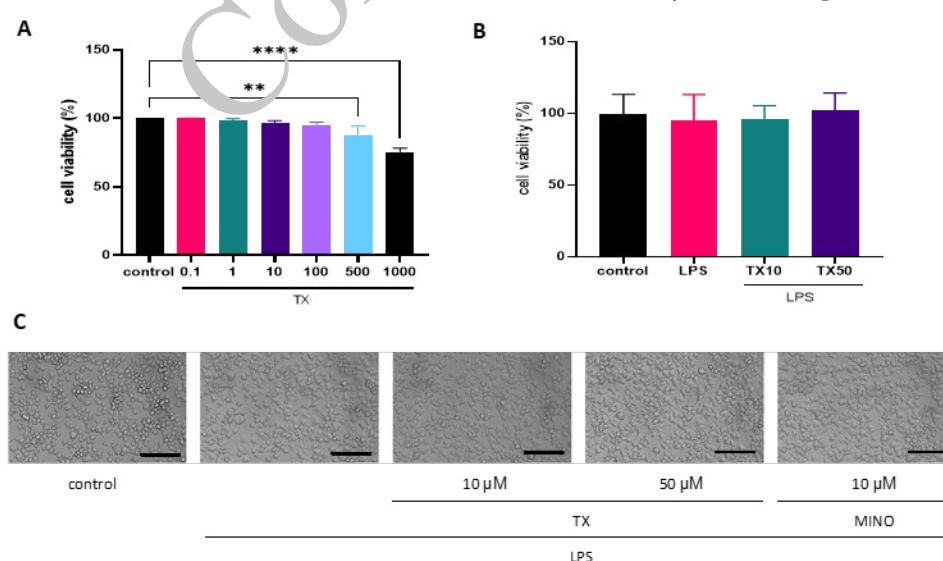 A
150
100
50
0
cell viability (%)
****
**
control 0.1 1 10 100 500 1000
TX
B
150
100
50
0
cell viability (%)
control LPS TX10 TX50
LPS
C
control
10 µM 50 µM 10 µM
TX MINO
LPS